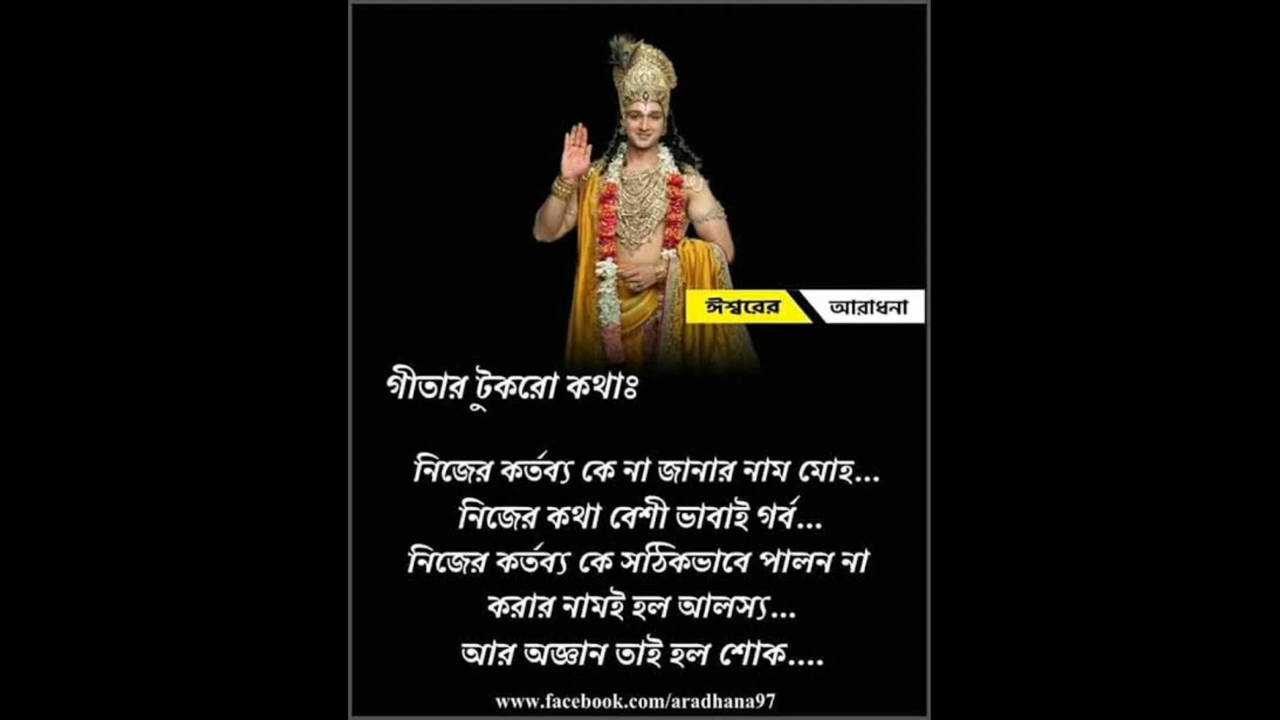 ঈশ্বরের আরাধনা
গীতার টুকরো কথাঃ
নিজের কর্তব্য কে না জানার নাম মোহ...
নিজের কথা বেশী ভাবাই গর্ব...
নিজের কর্তব্য কে সঠিকভাবে পালন না
করার নামই হল আলস্য...
আর অজ্ঞান তাই হল শোক....
www.facebook.com/aradhana97